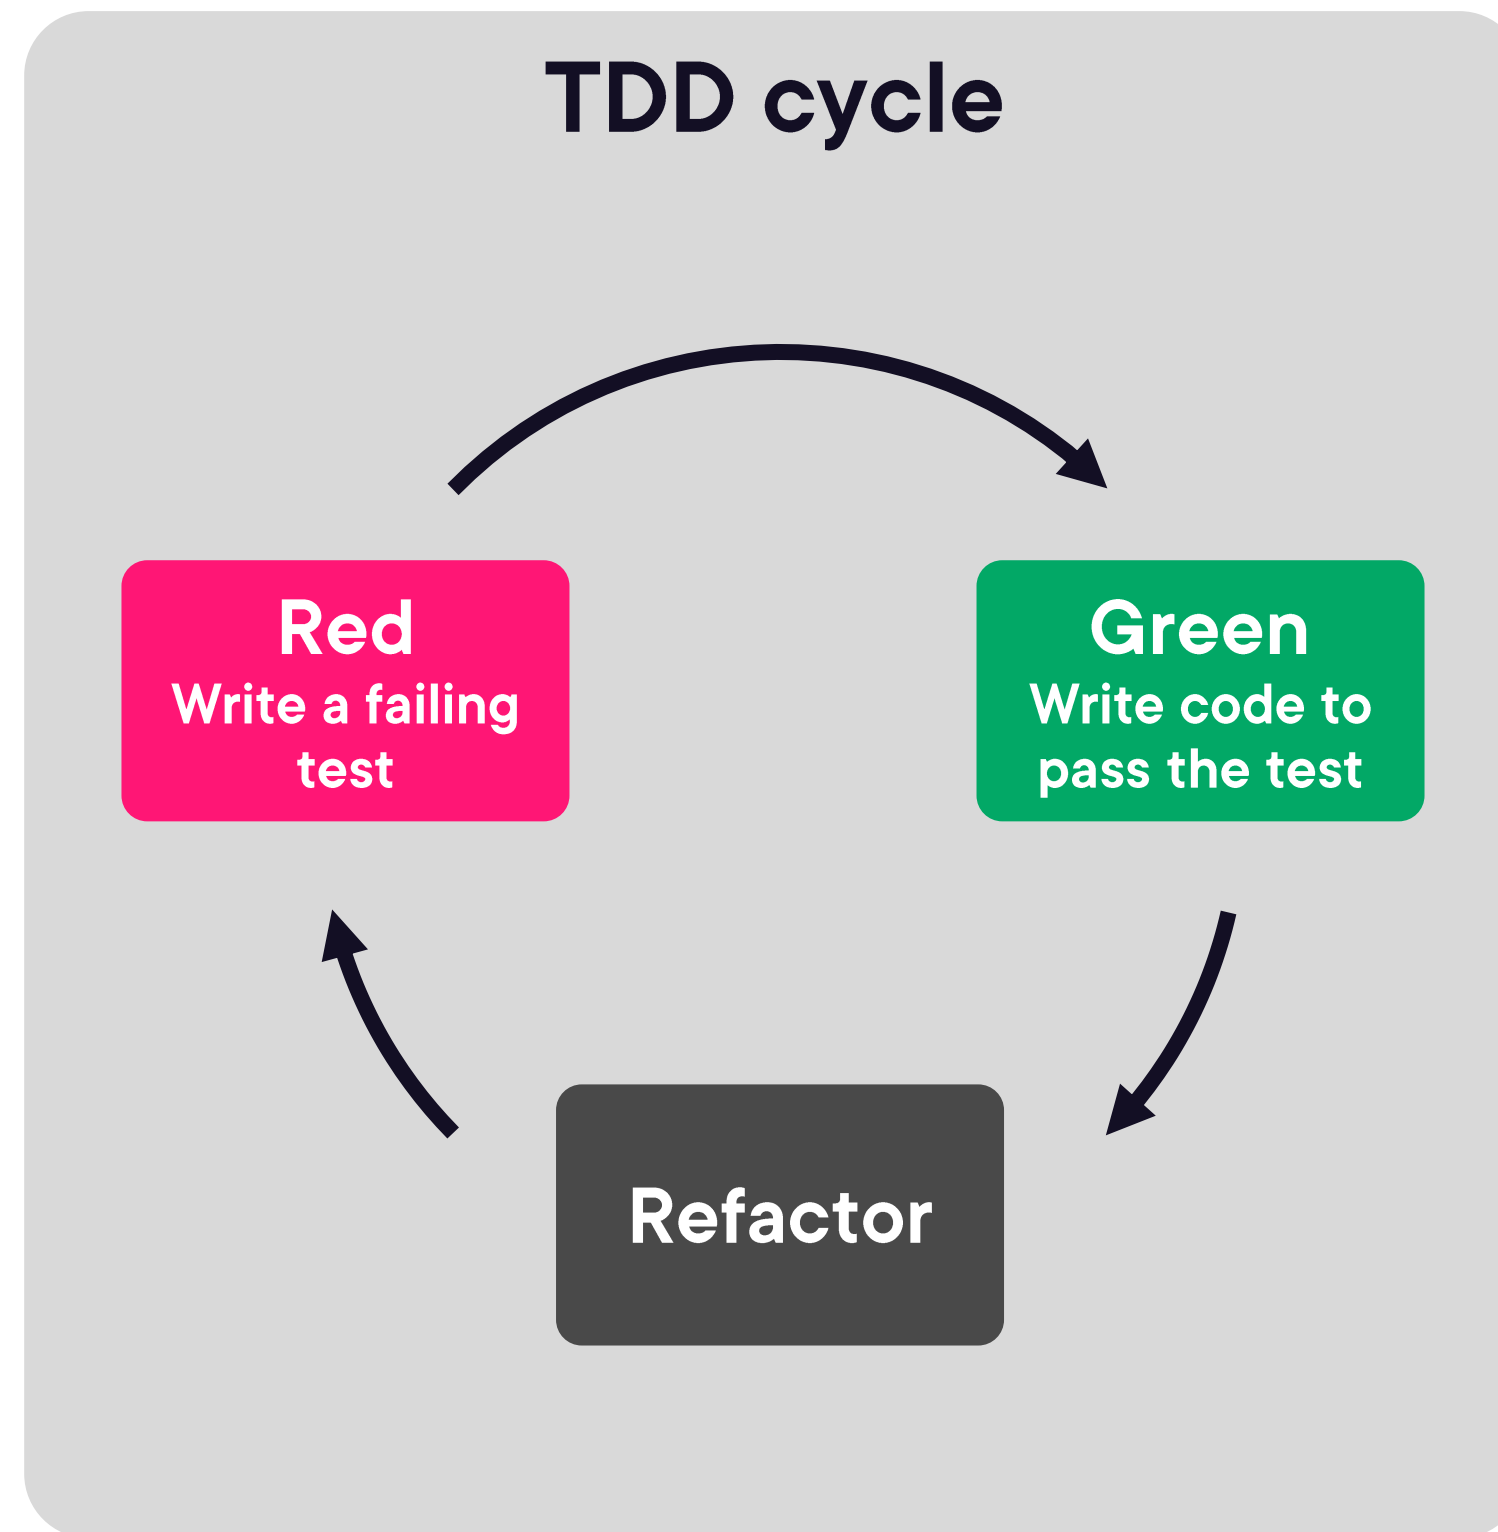 TDD cycle
Red
Write a failing
test
Green
Write code to
pass the test
Refactor